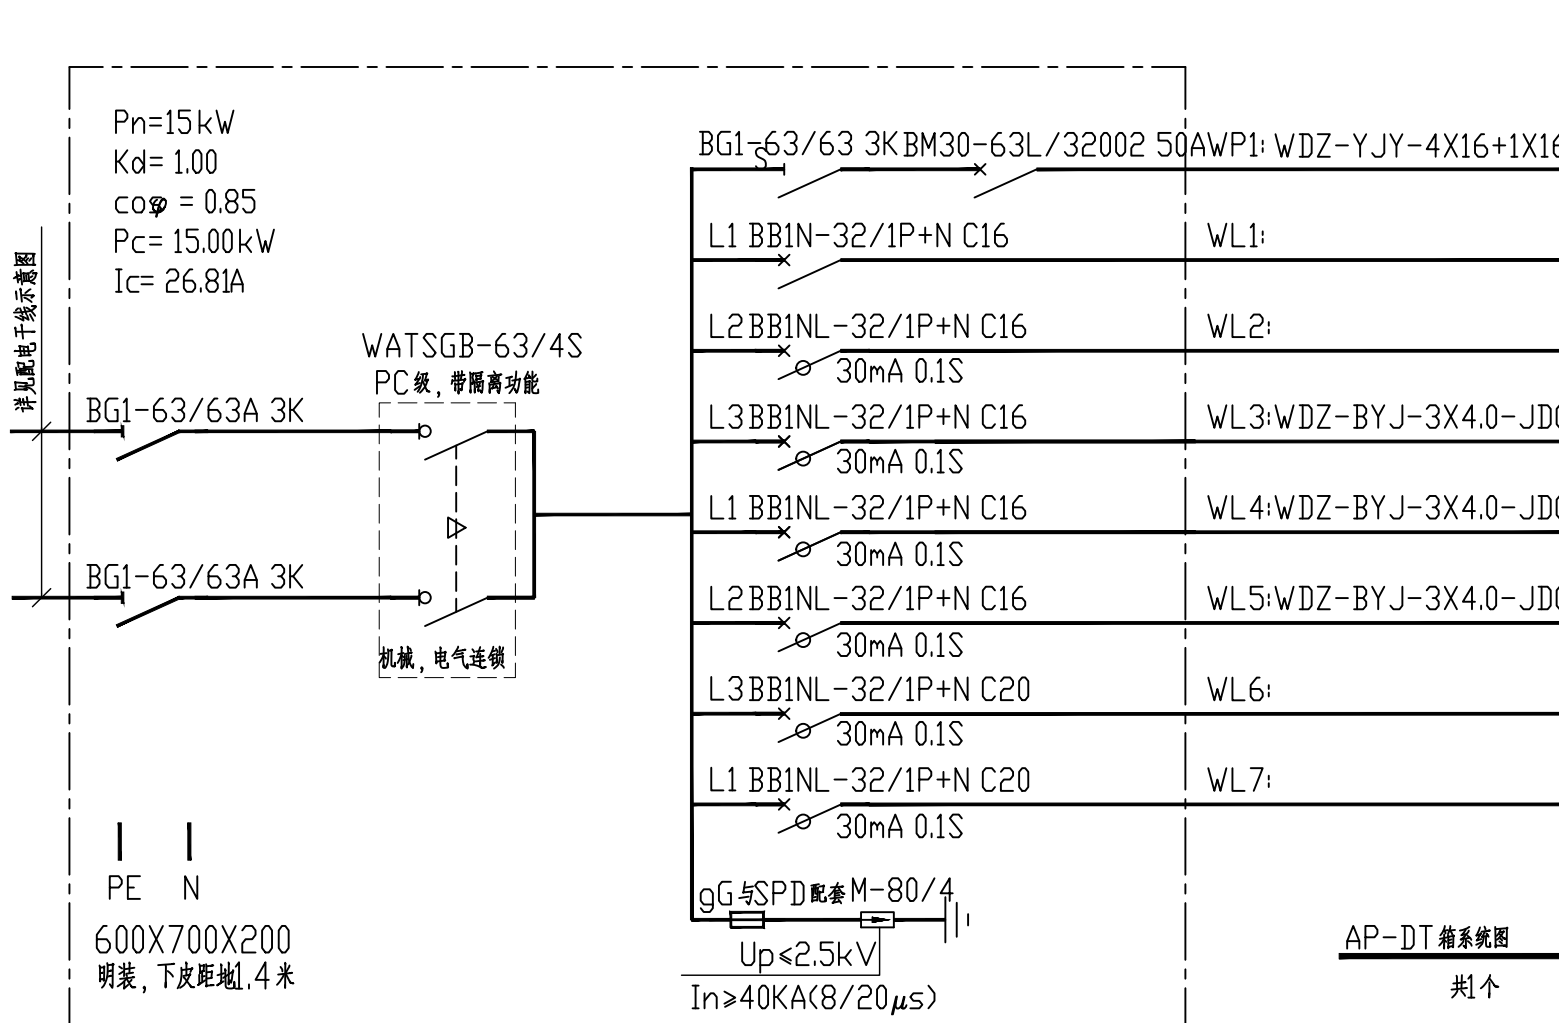 Pn=15kW
Kd= 1.00
cosφ = 0.85
Pc= 15.00kW
Ic= 26.81A
详见配电干线示意图
BG1-63/63A 3K
BG1-63/63A 3K
WATSGB-63/4S
PC级, 带隔离功能
机械, 电气连锁
BG1-63/63 3K BM30-63L/32002 50A WP1: WDZ-YJY-4X16+1X16
S
L1 BB1N-32/1P+N C16 WL1:
L2 BB1NL-32/1P+N C16 WL2:
30mA 0.1S
L3 BB1NL-32/1P+N C16 WL3:WDZ-BYJ-3X4.0-JD
30mA 0.1S
L1 BB1NL-32/1P+N C16 WL4:WDZ-BYJ-3X4.0-JD
30mA 0.1S
L2 BB1NL-32/1P+N C16 WL5:WDZ-BYJ-3X4.0-JD
30mA 0.1S
L3 BB1NL-32/1P+N C20 WL6:
30mA 0.1S
L1 BB1NL-32/1P+N C20 WL7:
30mA 0.1S
gG与SPD配套 M-80/4
Up≤2.5kV
In≥40KA(8/20μs)
PE N
600X700X200
明装, 下皮距地1.4米
AP-DT箱系统图
共1个